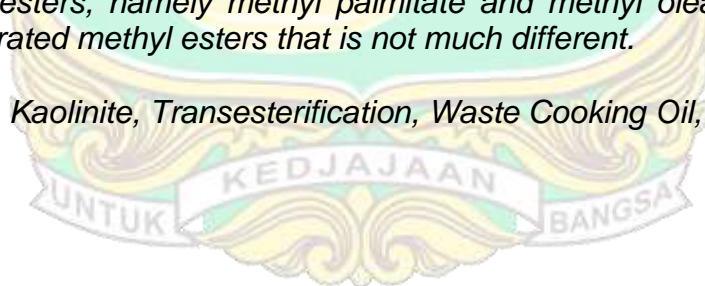 esters, namely methyl palmitate and methyl
rated methyl esters that is not much different.
Kaolinite, Transesterification, Waste Cooking Oil,
UNTUK KEDJAJAAN BANGSA